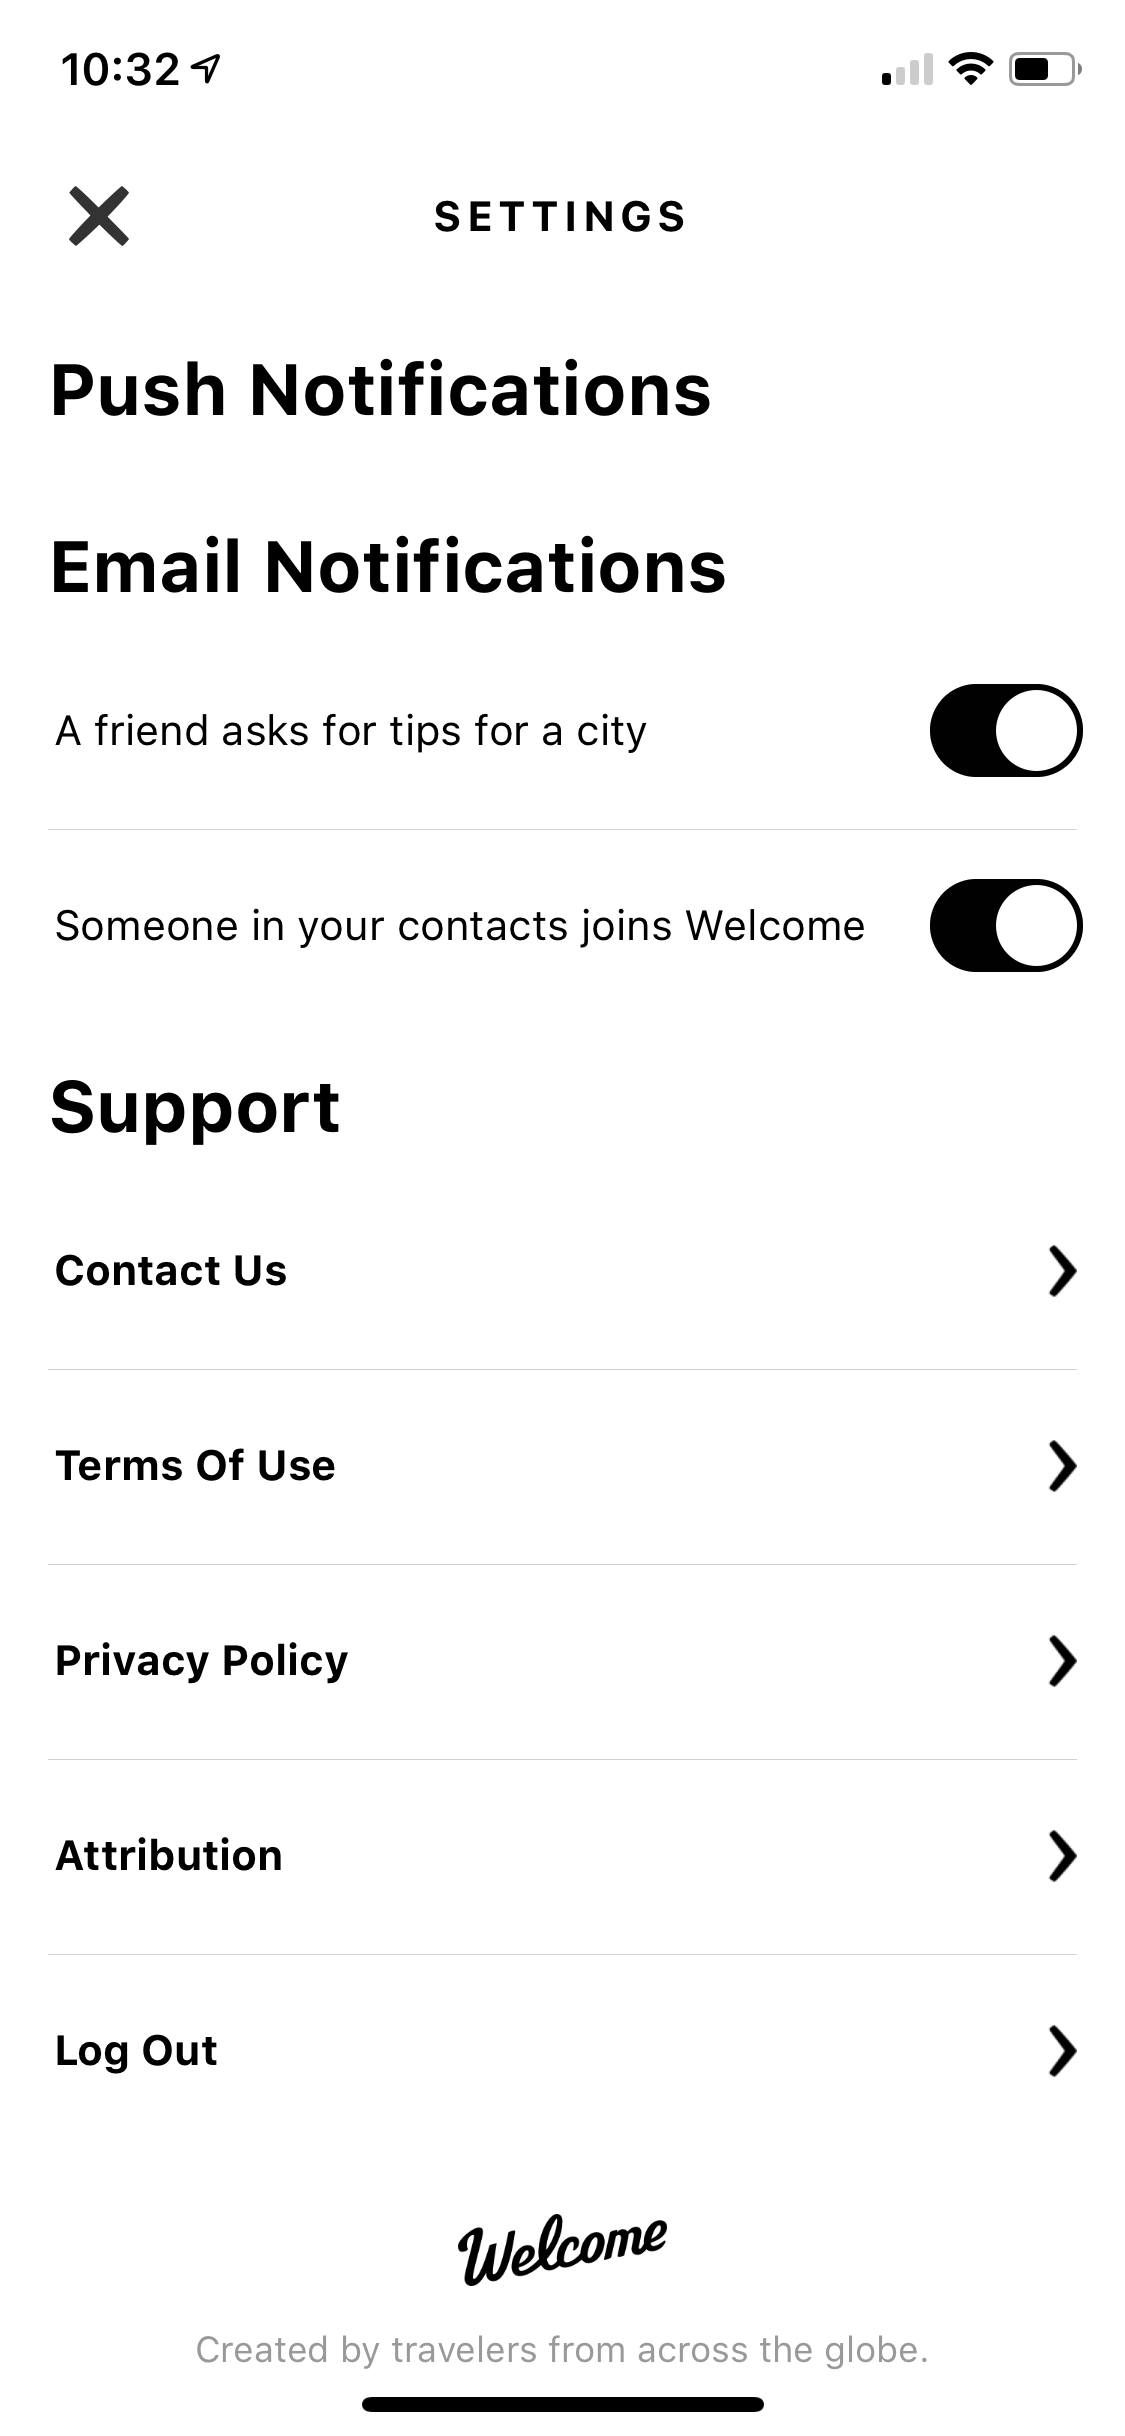 10:32
SETTINGS
Push Notifications
Email Notifications
A friend asks for tips for a city
Someone in your contacts joins Welcome
Support
Contact Us
Terms Of Use
Privacy Policy
Attribution
Log Out
Welcome
Created by travelers from across the globe.